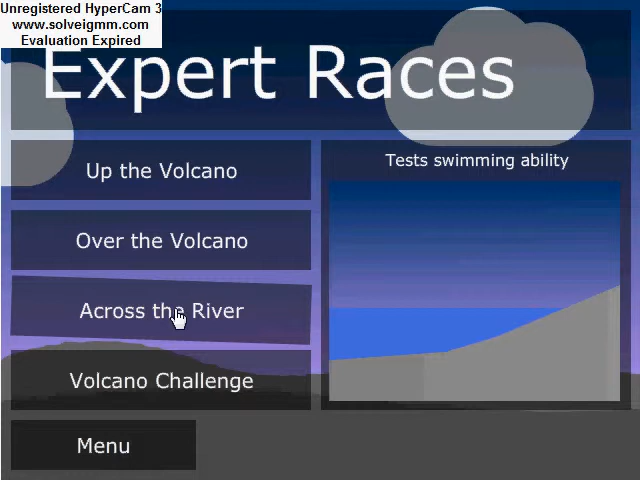 Unregistered HyperCam 3
www.solveigmm.com
Evaluation Expired
Expert Races
Up the Volcano
Over the Volcano
Across the River
Volcano Challenge
Menu
Tests swimming ability